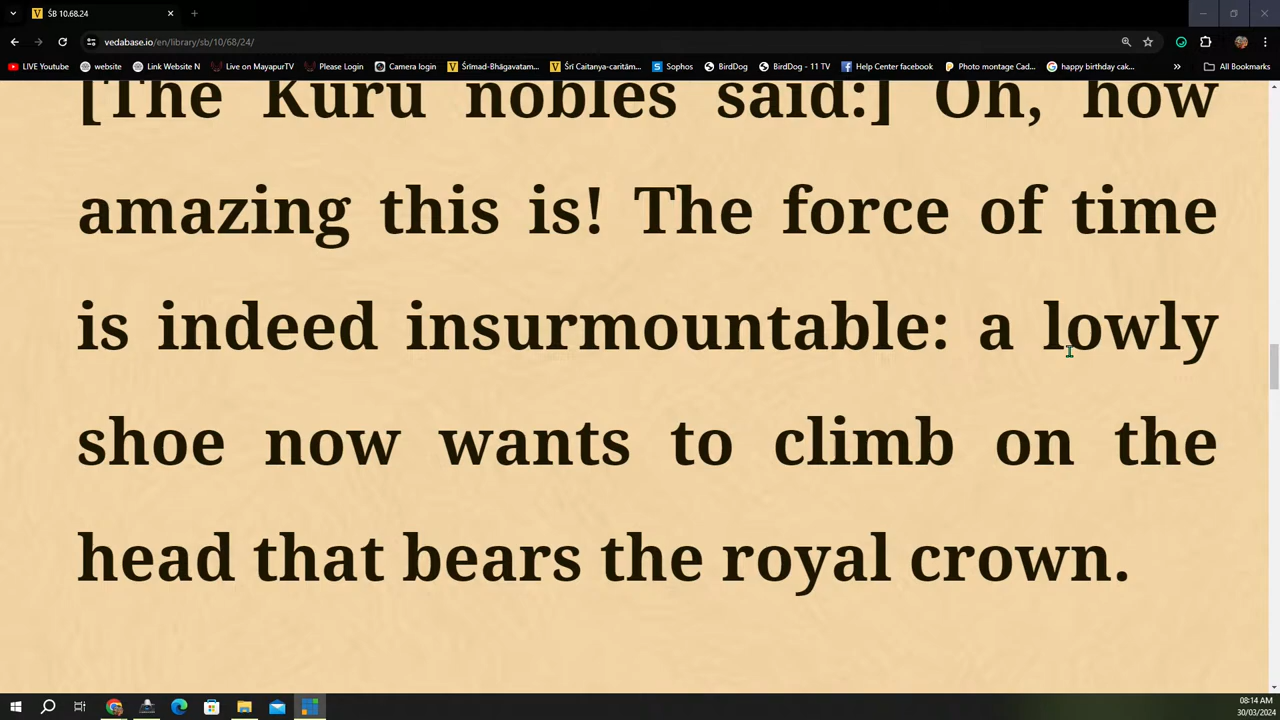 ŚB 10.68.24
vedabase.io/en/library/sb/10/68/24/
LIVE Youtube website Link Website N Live on MayapurTV Please Login Camera login Śrīmad-Bhāgavatam... Śrī Caitanya-caritām... Sophos BirdDog BirdDog - 11 TV Help Center facebook Photo montage Cad... happy birthday cak... » All Bookmarks
[The Kuru nobles said:] Oh, how
amazing this is! The force of time
is indeed insurmountable: a lowly
shoe now wants to climb on the
head that bears the royal crown.
08:14 AM
30/03/2024